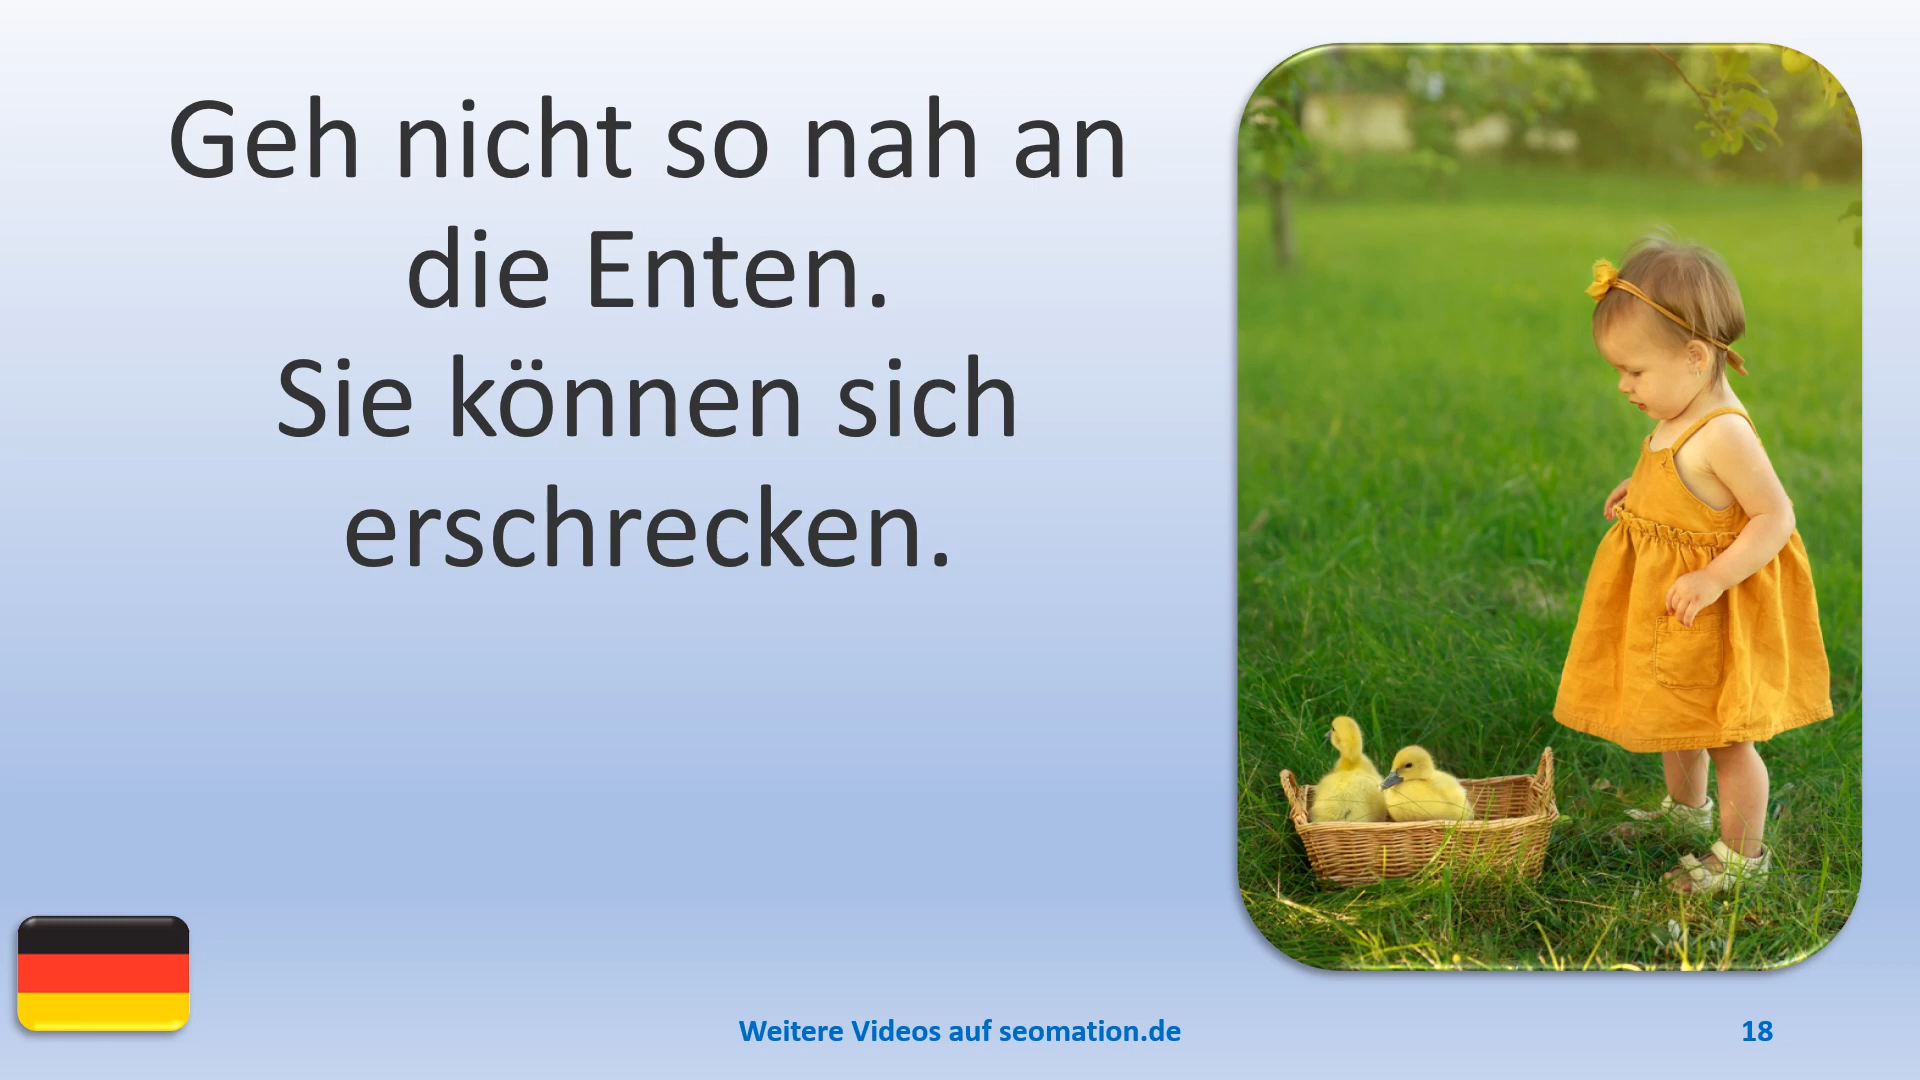 Geh nicht so nah an
die Enten.
Sie können sich
erschrecken.
Weitere Videos auf seomation.de
18